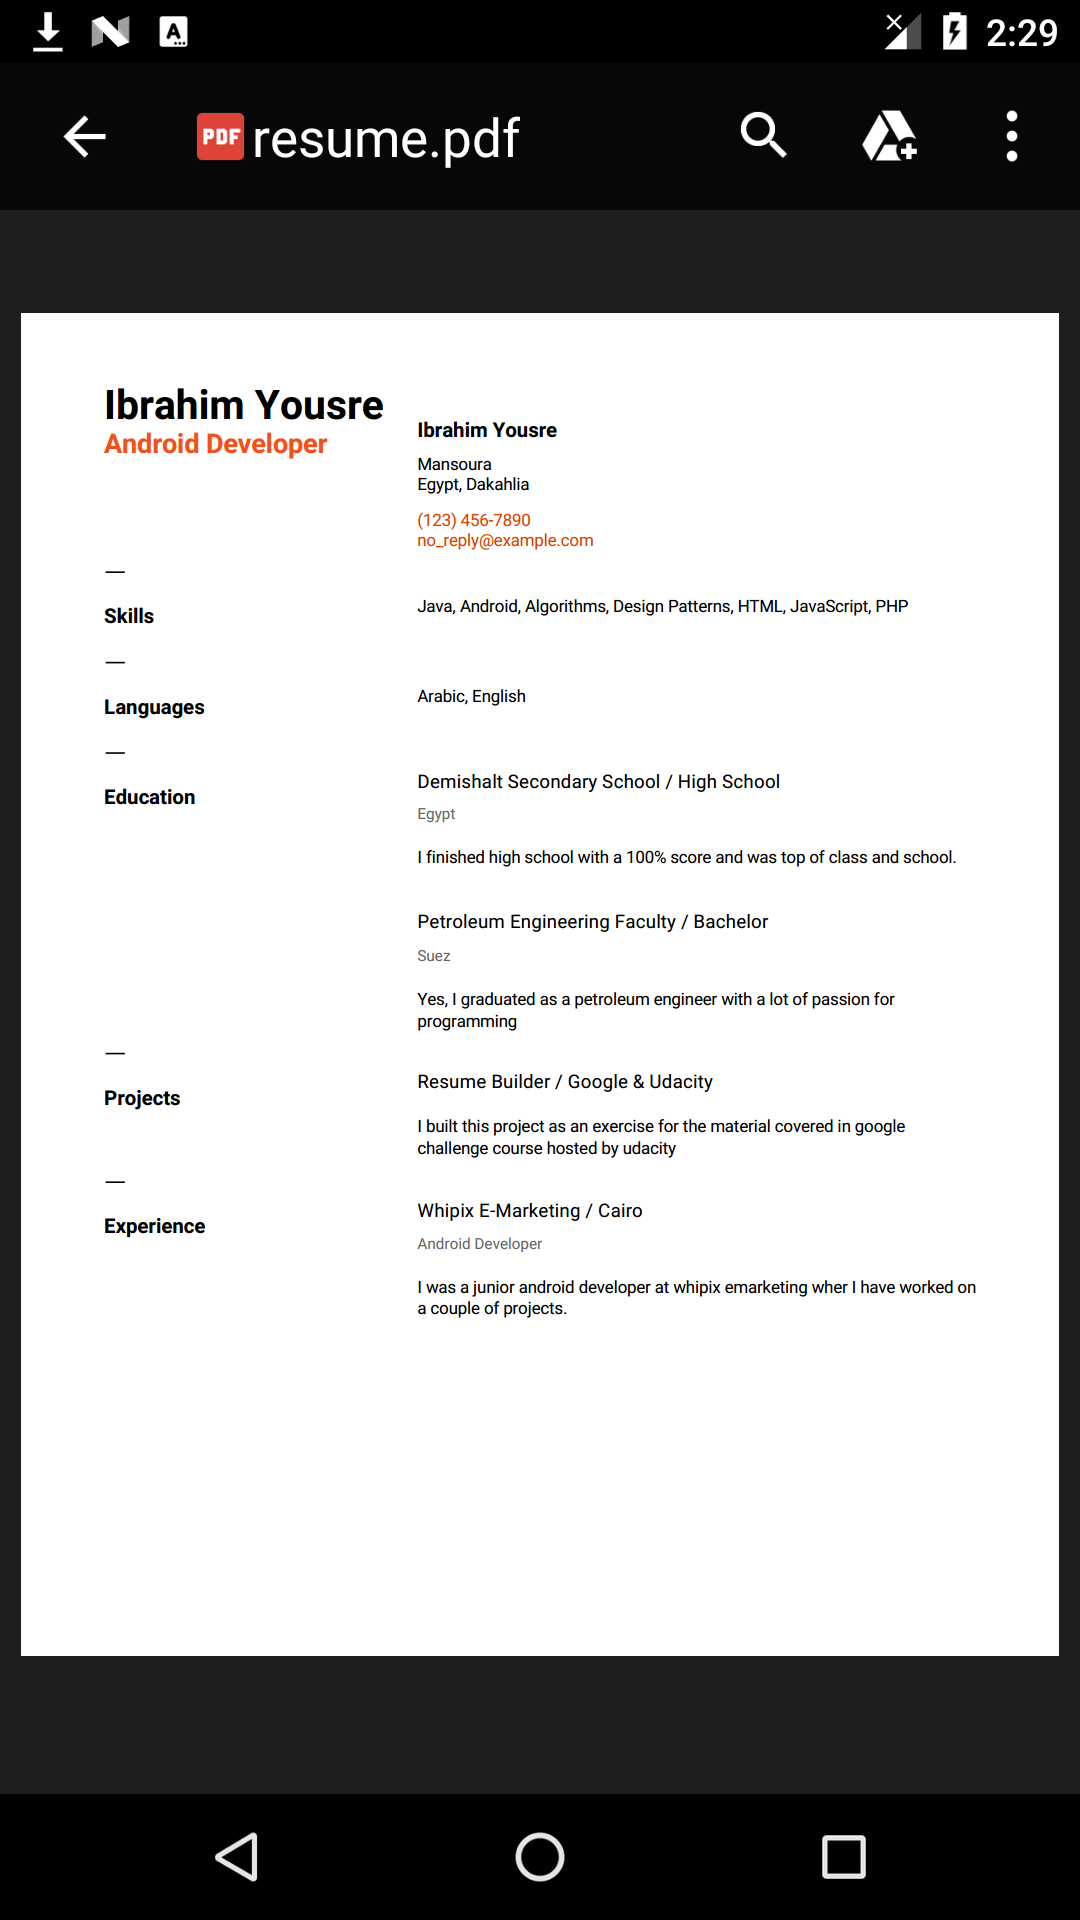 2:29
PDF resume.pdf
Ibrahim Yousre
Android Developer
Ibrahim Yousre
Mansoura
Egypt, Dakahlia
(123) 456-7890
no_reply@example.com
—
Skills
Java, Android, Algorithms, Design Patterns, HTML, JavaScript, PHP
—
Languages
Arabic, English
—
Education
Demishalt Secondary School / High School
Egypt
I finished high school with a 100% score and was top of class and school.
Petroleum Engineering Faculty / Bachelor
Suez
Yes, I graduated as a petroleum engineer with a lot of passion for
programming
—
Projects
Resume Builder / Google & Udacity
I built this project as an exercise for the material covered in google
challenge course hosted by udacity
—
Experience
Whipix E-Marketing / Cairo
Android Developer
I was a junior android developer at whipix emarketing wher I have worked on
a couple of projects.